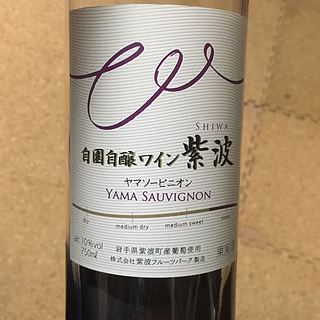 SHIWA
自園自醸ワイン 紫波
ヤマソービニオン
YAMA SAUVIGNON
dry medium dry medium sweet sweet
alc.10%vol
750ml
岩手県紫波町産葡萄使用
株式会社紫波フルーツパーク製造
果実酒